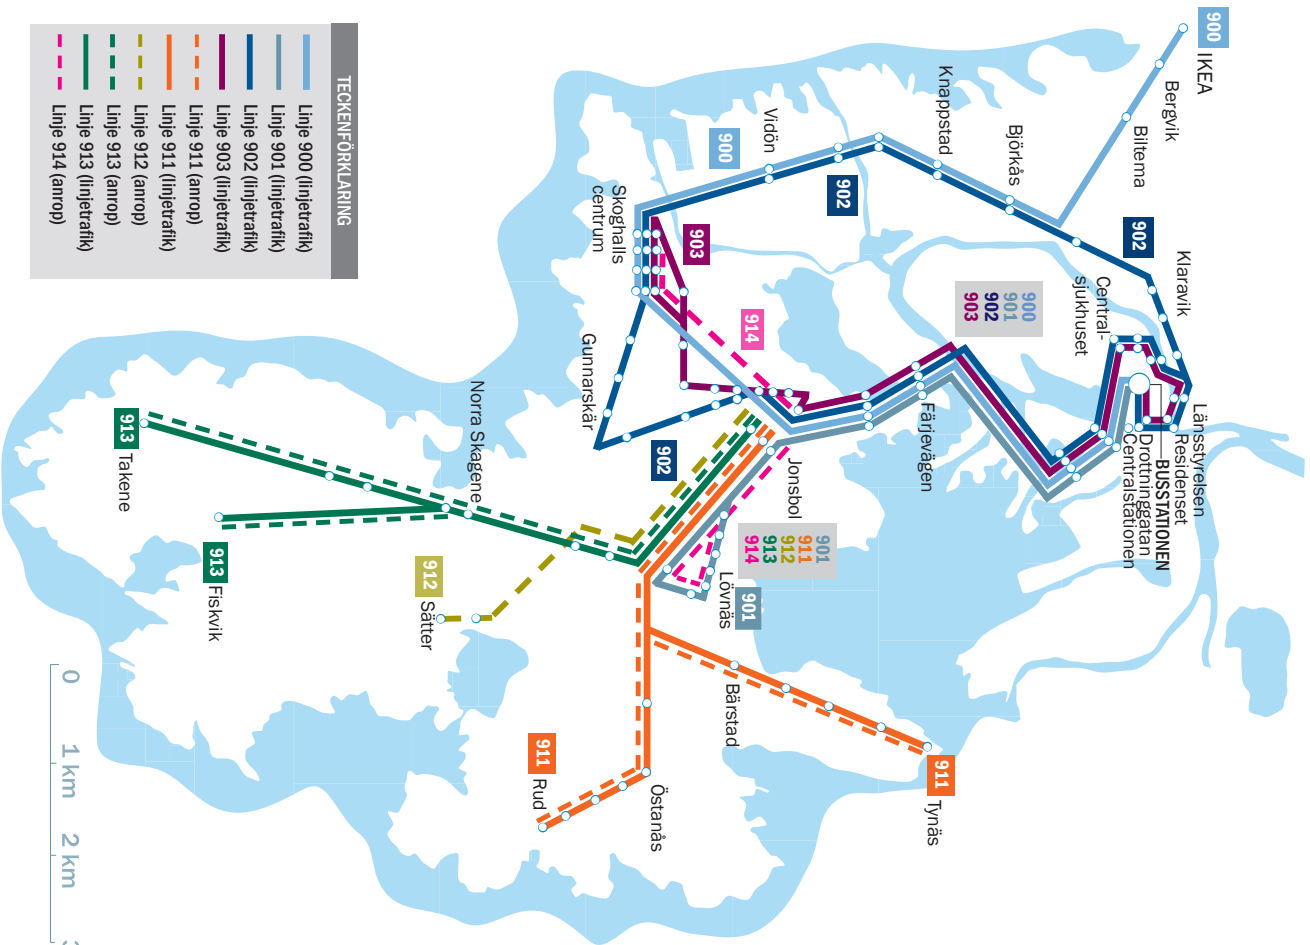 900
IKEA
Bergvik
Biltema
Knappstad
Björkås
Vidön
900
902
902
Klaravik
Central-
sjukhuset
903
Skoghalls
centrum
900
901
902
903
914
Länsstyrelsen
Residenset
BUSSTATIONEN
Drottninggatan
Centralstationen
Färjevägen
Gunnarskär
902
Jonsbol
901
911
912
913
914
Norra Skagene
913
Takene
913
Fiskvik
912
Sätter
Lövnäs
901
Bärstad
911
Tynäs
911
Rud
Östanås
TECKENFÖRKLARING
Linje 900 (linjetrafik)
Linje 901 (linjetrafik)
Linje 902 (linjetrafik)
Linje 903 (linjetrafik)
Linje 911 (anrop)
Linje 911 (linjetrafik)
Linje 912 (anrop)
Linje 913 (anrop)
Linje 913 (linjetrafik)
Linje 914 (anrop)
0
1 km
2 km